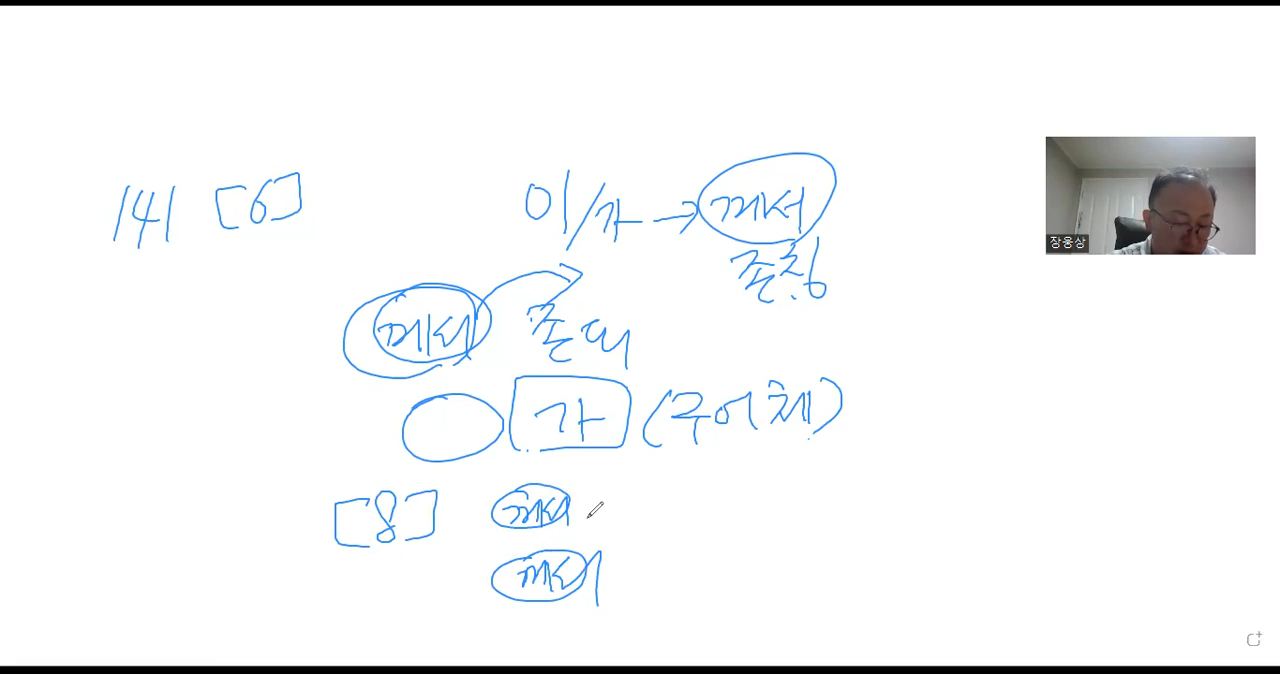 141 [6] 이/가 → 께서
존칭
께서 존대
가 (주어체)
[8] 께서
께서
장웅상